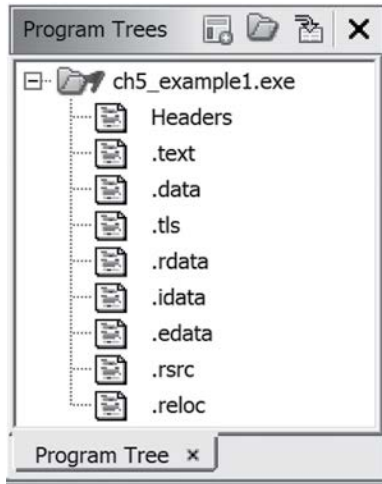 Program Trees
ch5_example1.exe
Headers
.text
.data
.tls
.rdata
.idata
.edata
.rsrc
.reloc
Program Tree ×